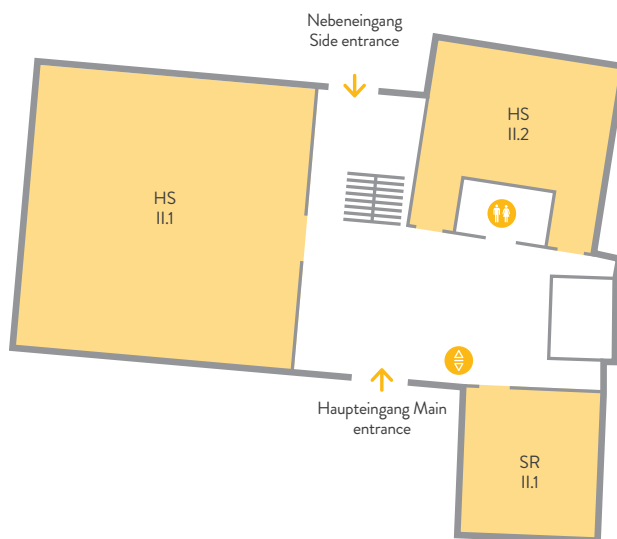 Nebeneingang
Side entrance
HS
II.2
HS
II.1
Haupteingang Main
entrance
SR
II.1